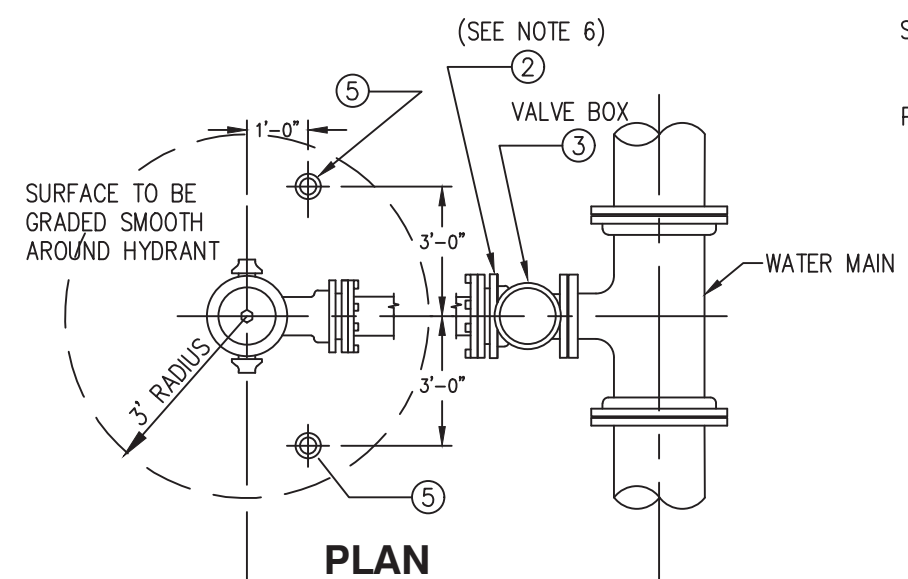 (SEE NOTE 6)
2
S
5
1'-0"
VALVE BOX
3
P
SURFACE TO BE
GRADED SMOOTH
AROUND HYDRANT
3'-0"
WATER MAIN
3' RADIUS
3'-0"
5
PLAN